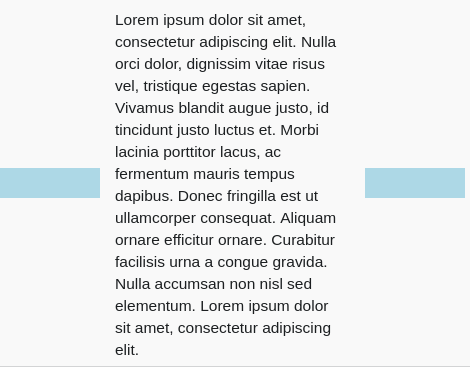 Lorem ipsum dolor sit amet,
consectetur adipiscing elit. Nulla
orci dolor, dignissim vitae risus
vel, tristique egestas sapien.
Vivamus blandit augue justo, id
tincidunt justo luctus et. Morbi
lacinia porttitor lacus, ac
fermentum mauris tempus
dapibus. Donec fringilla est ut
ullamcorper consequat. Aliquam
ornare efficitur ornare. Curabitur
facilisis urna a congue gravida.
Nulla accumsan non nisl sed
elementum. Lorem ipsum dolor
sit amet, consectetur adipiscing
elit.